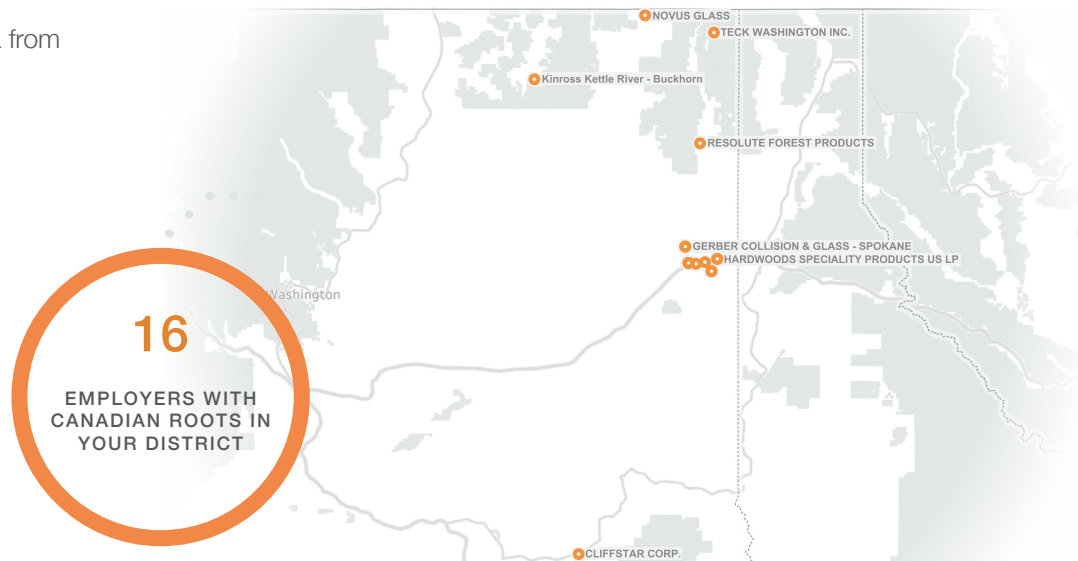 from
NOVUS GLASS
TECK WASHINGTON INC.
Kinross Kettle River - Buckhorn
RESOLUTE FOREST PRODUCTS
GERBER COLLISION & GLASS - SPOKANE
HARDWOODS SPECIALITY PRODUCTS US LP
Washington
16
EMPLOYERS WITH
CANADIAN ROOTS IN
YOUR DISTRICT
CLIFFSTAR CORP.